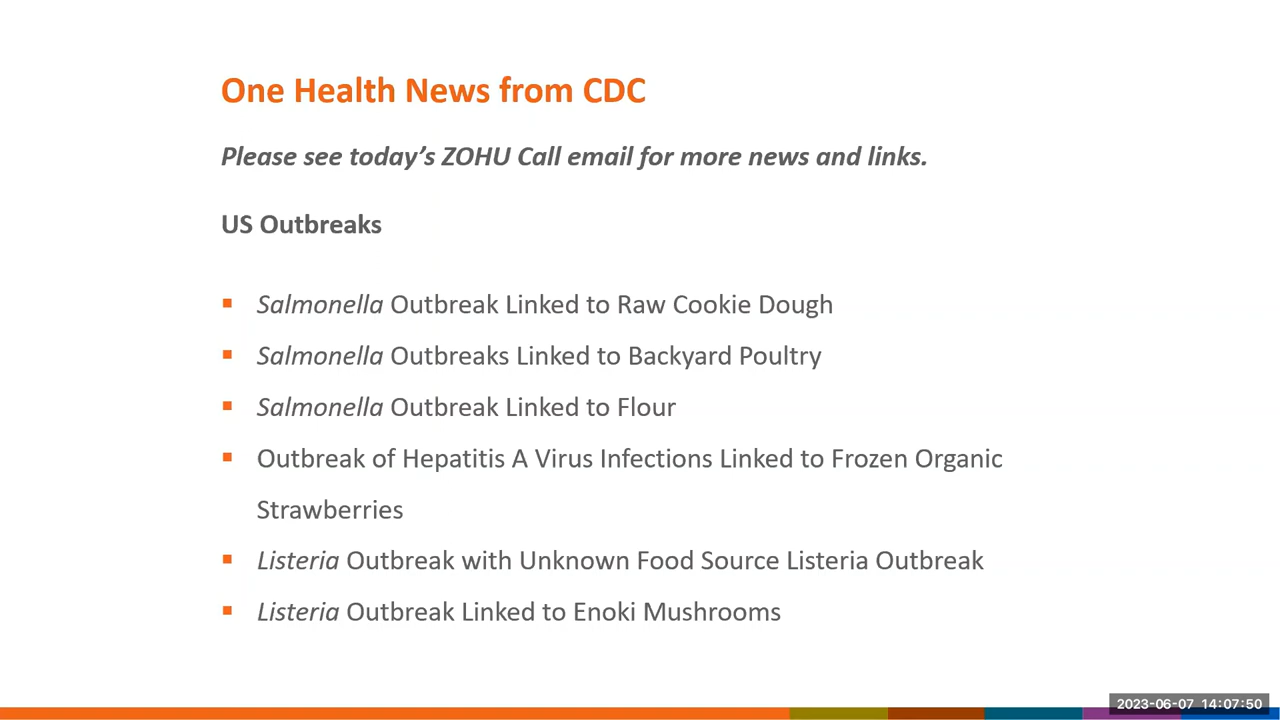 One Health News from CDC
Please see today’s ZOHU Call email for more news and links.
US Outbreaks
Salmonella Outbreak Linked to Raw Cookie Dough
Salmonella Outbreaks Linked to Backyard Poultry
Salmonella Outbreak Linked to Flour
Outbreak of Hepatitis A Virus Infections Linked to Frozen Organic
Strawberries
Listeria Outbreak with Unknown Food Source Listeria Outbreak
Listeria Outbreak Linked to Enoki Mushrooms
2023-06-07 14:07:50